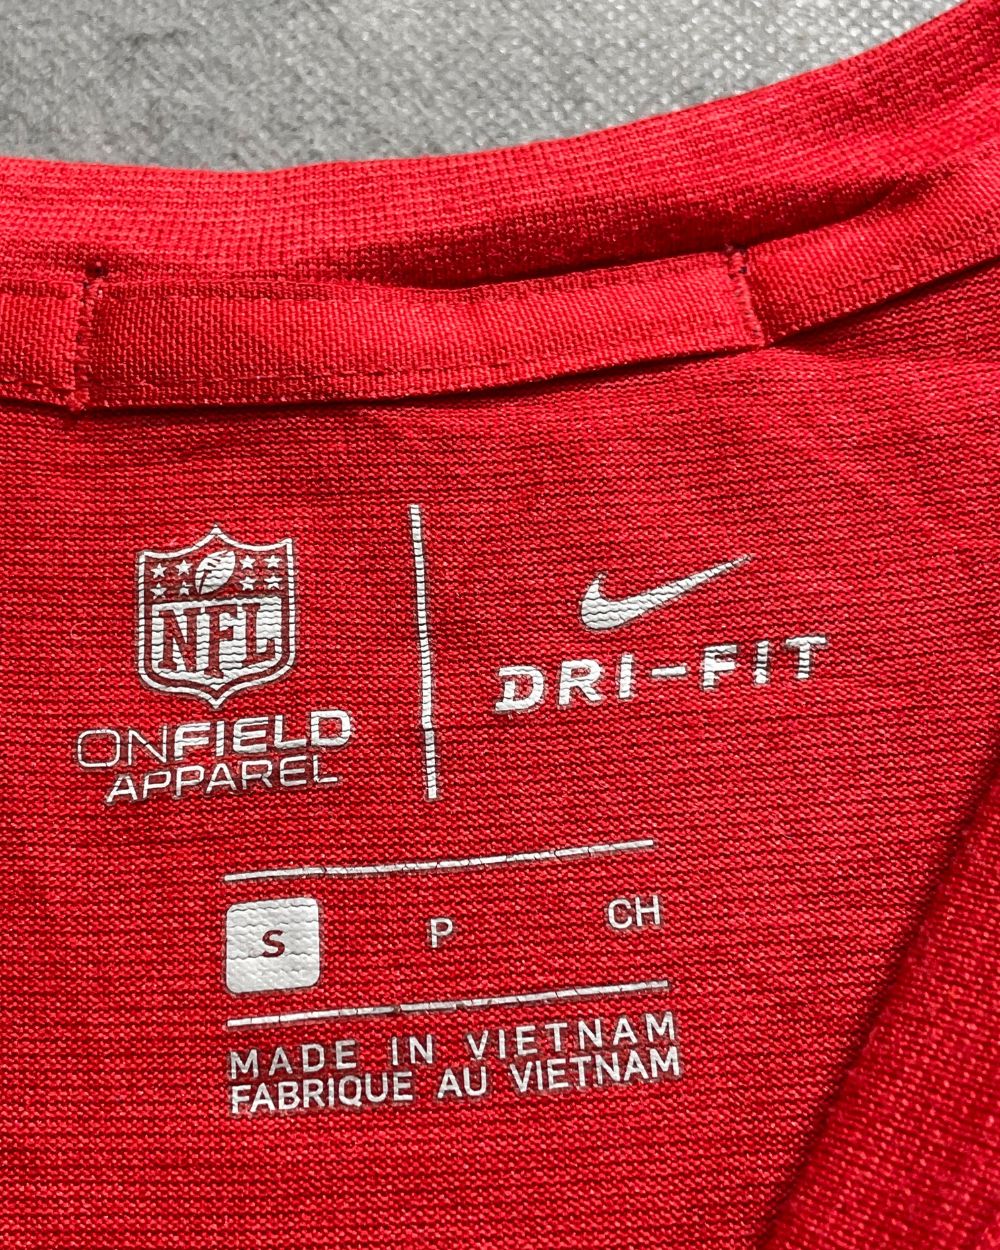 NFL
ONFIELD
APPAREL
DRI-FIT
S P CH
MADE IN VIETNAM
FABRIQUE AU VIETNAM